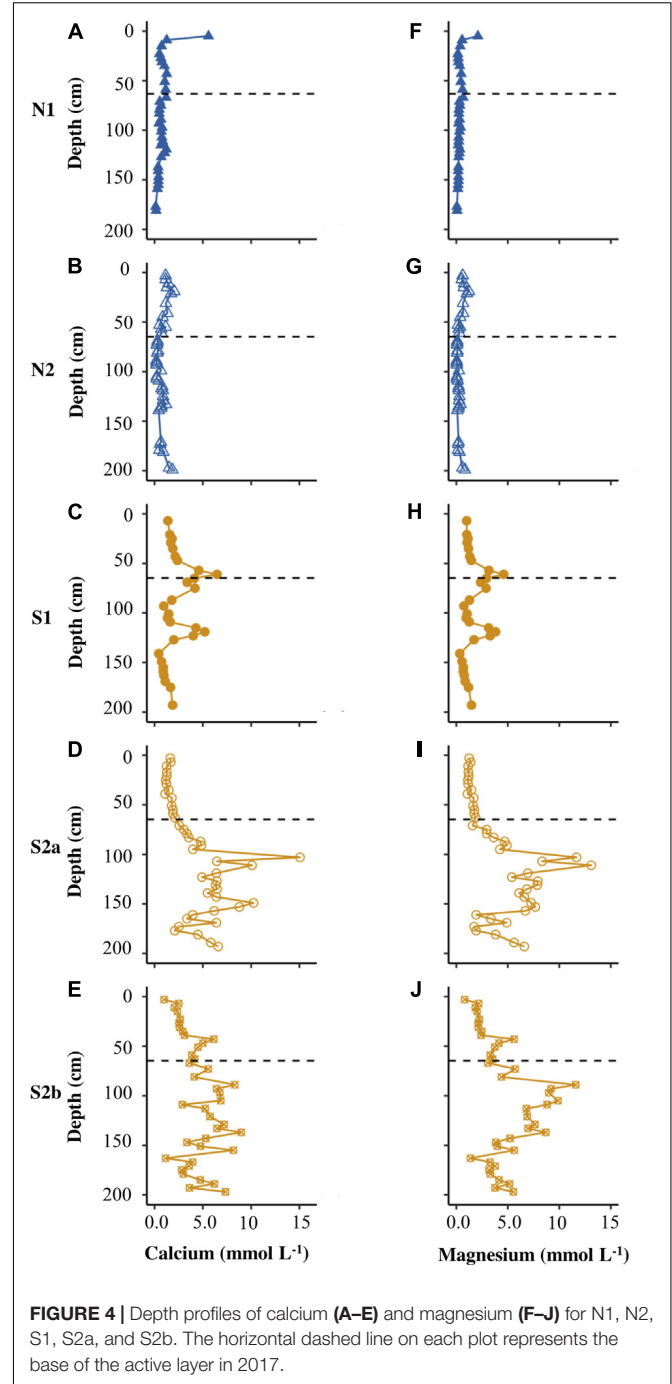 A
F
0
50
100
150
200
Depth (cm)
N1
B
G
0
50
100
150
200
Depth (cm)
N2
C
H
0
50
100
150
200
Depth (cm)
S1
D
I
0
50
100
150
200
Depth (cm)
S2a
E
J
0
50
100
150
200
Depth (cm)
S2b
0.0 5.0 10 15
0.0 5.0 10 15
Calcium (mmol L-1)
Magnesium (mmol L-1)
FIGURE 4 | Depth profiles of calcium (A–E) and magnesium (F–J) for N1, N2,
S1, S2a, and S2b. The horizontal dashed line on each plot represents the
base of the active layer in 2017.